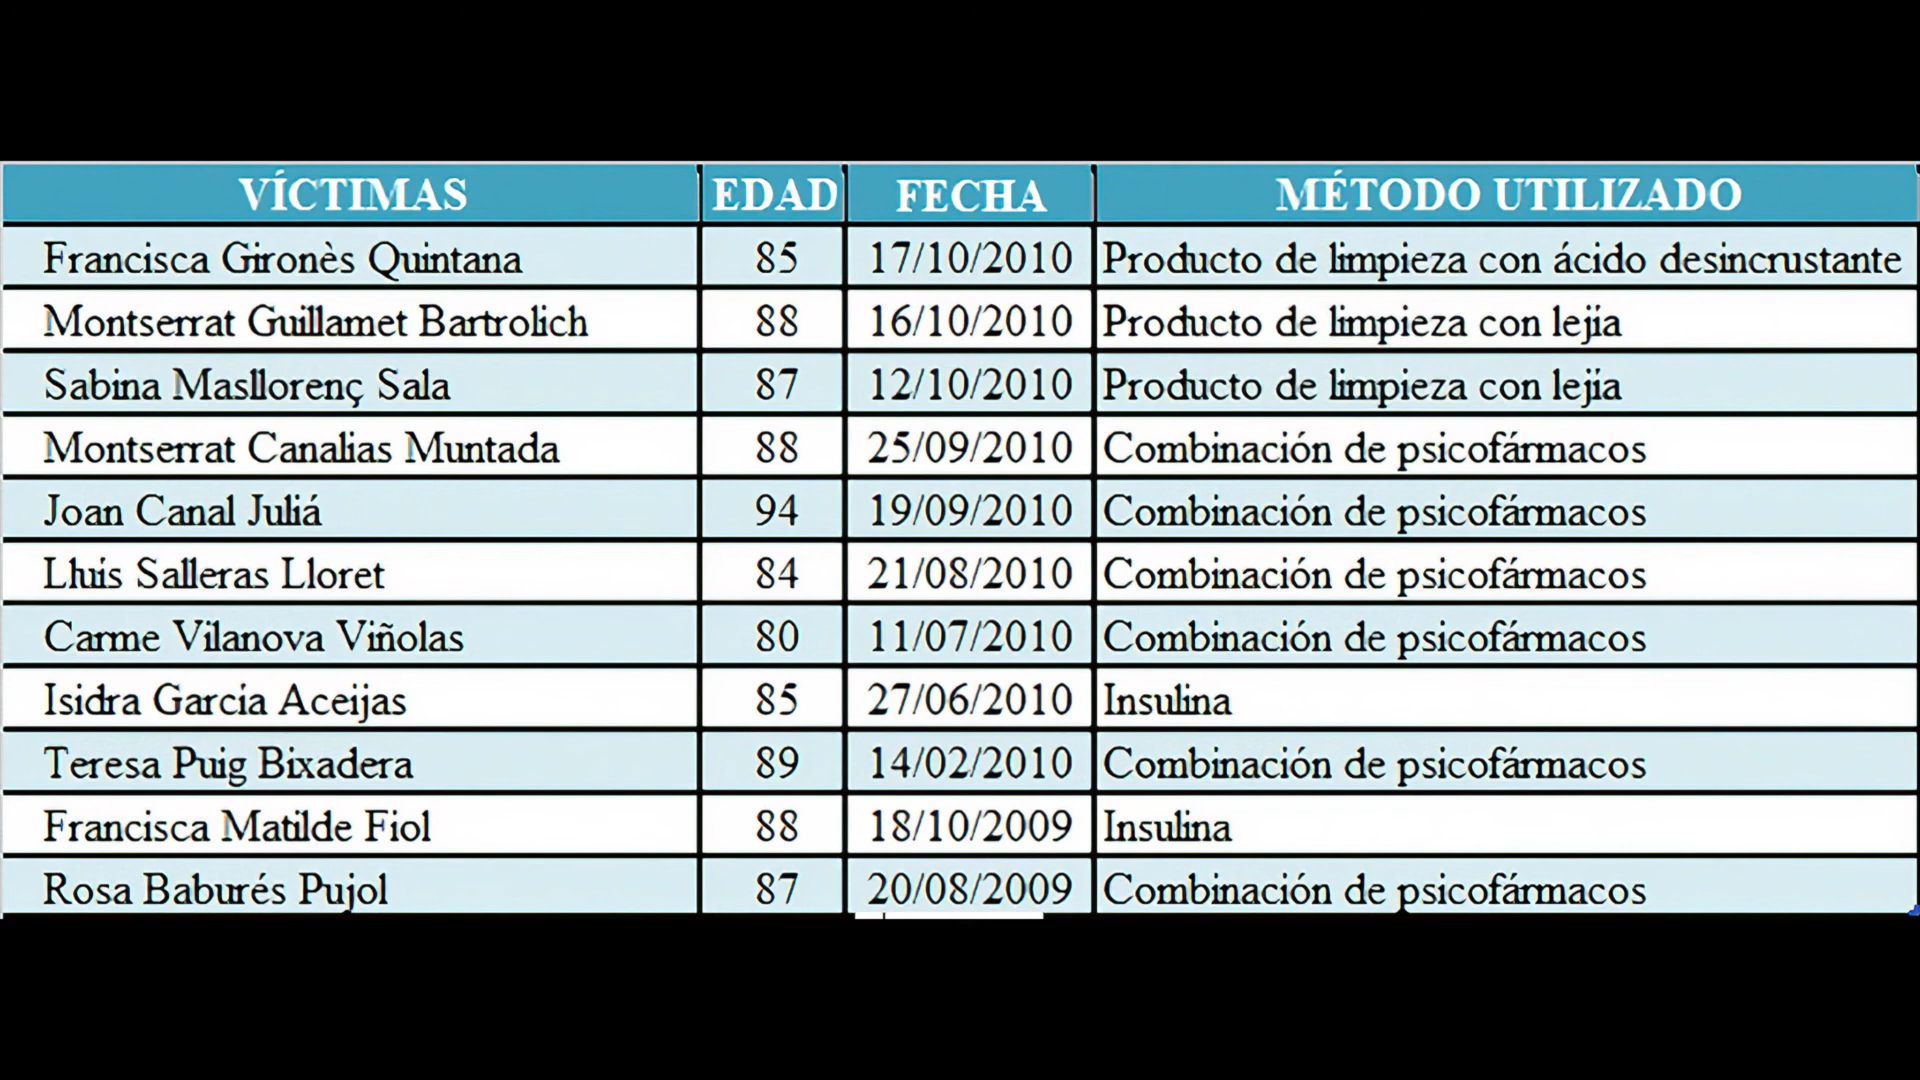 VÍCTIMAS EDAD FECHA MÉTODO UTILIZADO
Francisca Gironès Quintana 85 17/10/2010 Producto de limpieza con ácido desincrustante
Montserrat Guillamet Bartrolich 88 16/10/2010 Producto de limpieza con lejía
Sabina Masllorenç Sala 87 12/10/2010 Producto de limpieza con lejía
Montserrat Canalias Muntada 88 25/09/2010 Combinación de psicofármacos
Joan Canal Juliá 94 19/09/2010 Combinación de psicofármacos
Lluís Salleras Lloret 84 21/08/2010 Combinación de psicofármacos
Carme Vilanova Viñolas 80 11/07/2010 Combinación de psicofármacos
Isidra García Aceijas 85 27/06/2010 Insulina
Teresa Puig Bixadera 89 14/02/2010 Combinación de psicofármacos
Francisca Matilde Fiol 88 18/10/2009 Insulina
Rosa Baburés Pujol 87 20/08/2009 Combinación de psicofármacos